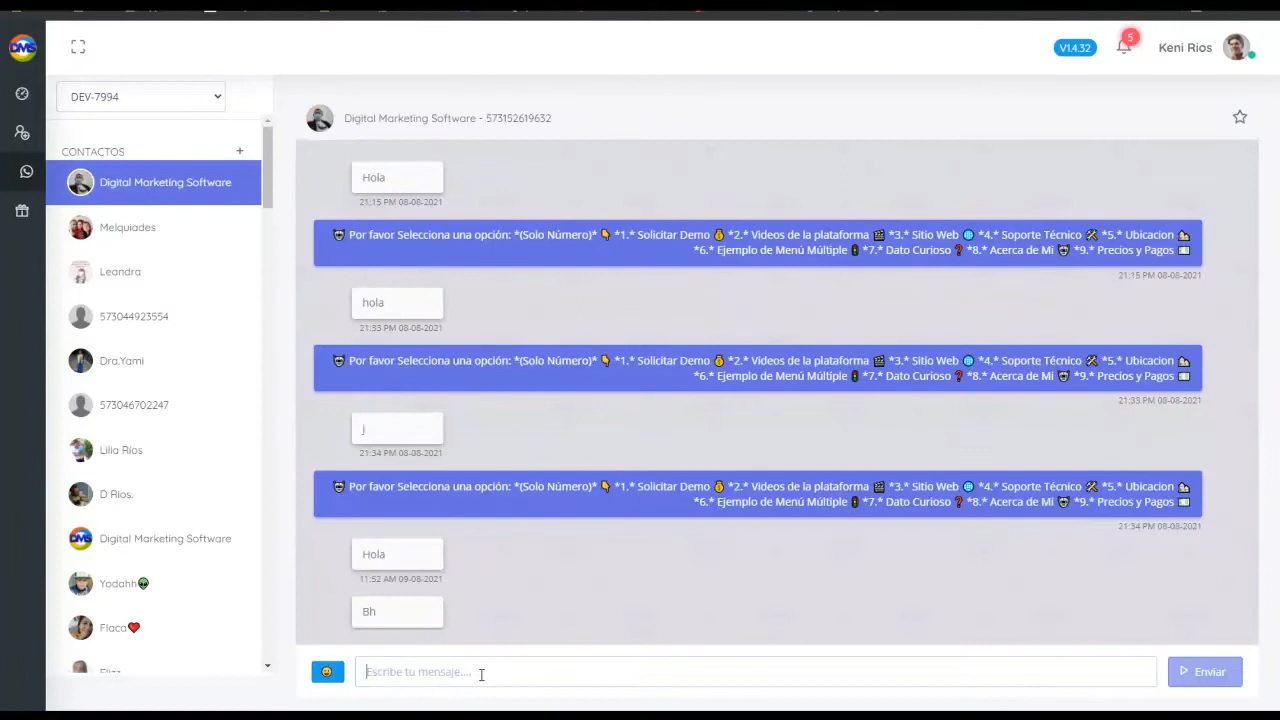 DMS
V1.4.32
5
Keni Rios
DEV-7994
CONTACTOS
+
Digital Marketing Software
Melquiades
Leandra
573044923554
Dra.Yami
573046702247
Lilia Ríos
D Rios.
Digital Marketing Software
Yodahh👽
Flaca❤️
Digital Marketing Software - 573152619632
Hola
21:15 PM 08-08-2021
Por favor Selecciona una opción: *(Solo Número)* 👇 *1.* Solicitar Demo 💰 *2.* Videos de la plataforma 🎬 *3.* Sitio Web 🌐 *4.* Soporte Técnico 🛠 *5.* Ubicacion
*6.* Ejemplo de Menú Múltiple 🚦 *7.* Dato Curioso ❓ *8.* Acerca de Mi *9.* Precios y Pagos 💵
21:15 PM 08-08-2021
hola
21:33 PM 08-08-2021
Por favor Selecciona una opción: *(Solo Número)* 👇 *1.* Solicitar Demo 💰 *2.* Videos de la plataforma 🎬 *3.* Sitio Web 🌐 *4.* Soporte Técnico 🛠 *5.* Ubicacion
*6.* Ejemplo de Menú Múltiple 🚦 *7.* Dato Curioso ❓ *8.* Acerca de Mi *9.* Precios y Pagos 💵
21:33 PM 08-08-2021
j
21:34 PM 08-08-2021
Por favor Selecciona una opción: *(Solo Número)* 👇 *1.* Solicitar Demo 💰 *2.* Videos de la plataforma 🎬 *3.* Sitio Web 🌐 *4.* Soporte Técnico 🛠 *5.* Ubicacion
*6.* Ejemplo de Menú Múltiple 🚦 *7.* Dato Curioso ❓ *8.* Acerca de Mi *9.* Precios y Pagos 💵
21:34 PM 08-08-2021
Hola
11:52 AM 09-08-2021
Bh
Escribe tu mensaje....
Enviar